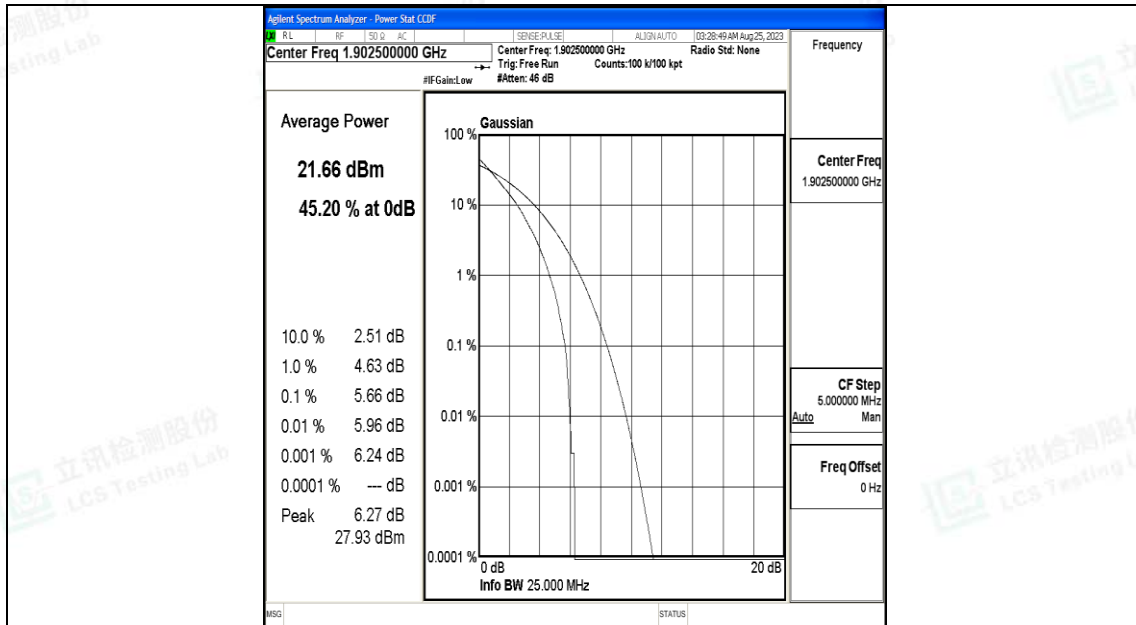 Agilent Spectrum Analyzer - Power Stat CCDF
LXI RL RF 50 Ω AC SENSE:PULSE ALIGN AUTO 03:28:49 AM Aug 25, 2023
Center Freq 1.902500000 GHz
Center Freq: 1.902500000 GHz Radio Std: None
Trig: Free Run Counts:100 k/100 kpt
#IFGain:Low #Atten: 46 dB
Frequency
Average Power
21.66 dBm
45.20 % at 0dB
10.0 % 2.51 dB
1.0 % 4.63 dB
0.1 % 5.66 dB
0.01 % 5.96 dB
0.001 % 6.24 dB
0.0001 % --- dB
Peak 6.27 dB
27.93 dBm
Gaussian
100 %
10 %
1 %
0.1 %
0.01 %
0.001 %
0.0001 %
0 dB 20 dB
Info BW 25.000 MHz
Center Freq
1.902500000 GHz
CF Step
5.000000 MHz
Auto Man
Freq Offset
0 Hz
MSG STATUS
立讯检测股份
LCS Testing Lab
立讯检测股份
LCS Testing L